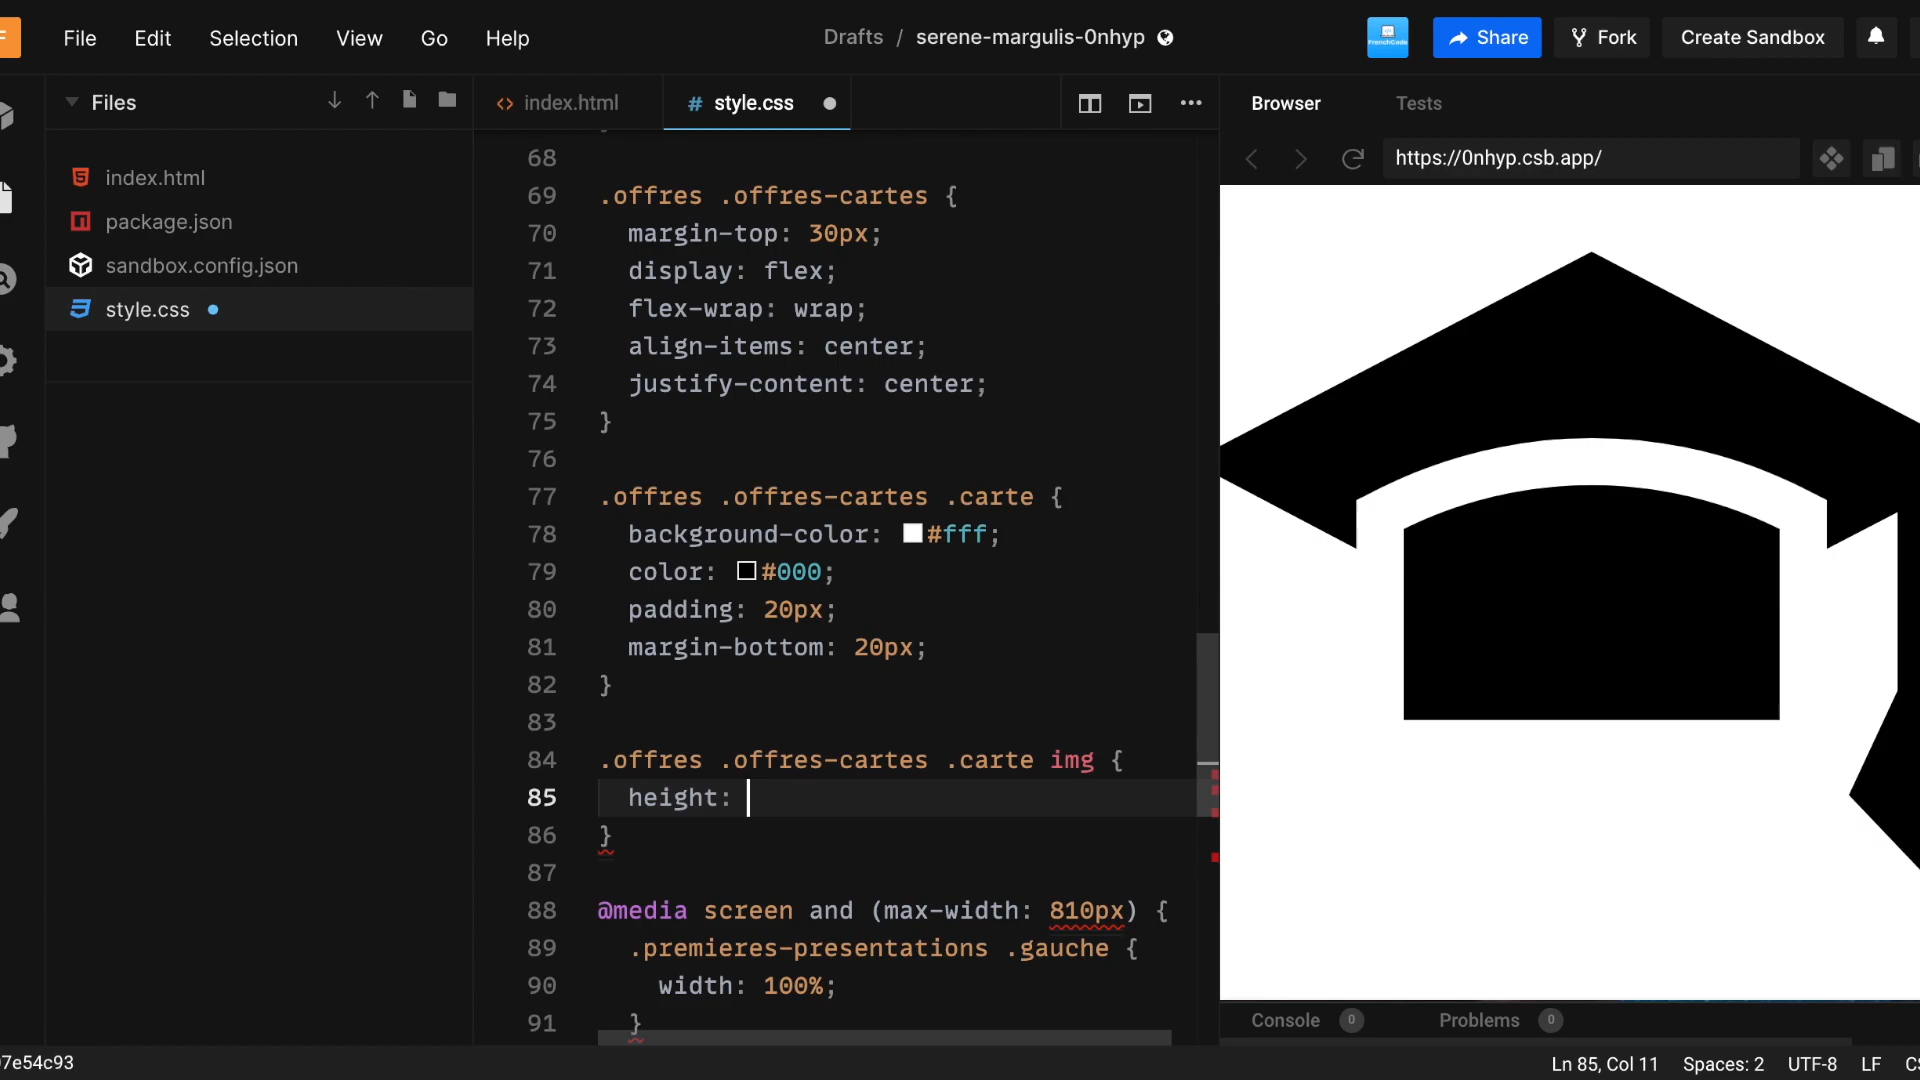 File Edit Selection View Go Help
Drafts / serene-margulis-0nhyp
FrenchCode
Share
Fork
Create Sandbox
Files
<> index.html
# style.css
Browser
Tests
https://0nhyp.csb.app/
index.html
package.json
sandbox.config.json
style.css
68
69 .offres .offres-cartes {
70 margin-top: 30px;
71 display: flex;
72 flex-wrap: wrap;
73 align-items: center;
74 justify-content: center;
75 }
76
77 .offres .offres-cartes .carte {
78 background-color: #fff;
79 color: #000;
80 padding: 20px;
81 margin-bottom: 20px;
82 }
83
84 .offres .offres-cartes .carte img {
85 height:
86 }
87
88 @media screen and (max-width: 810px) {
89 .premieres-presentations .gauche {
90 width: 100%;
91 }
Console 0
Problems 0
7e54c93
Ln 85, Col 11
Spaces: 2
UTF-8
LF